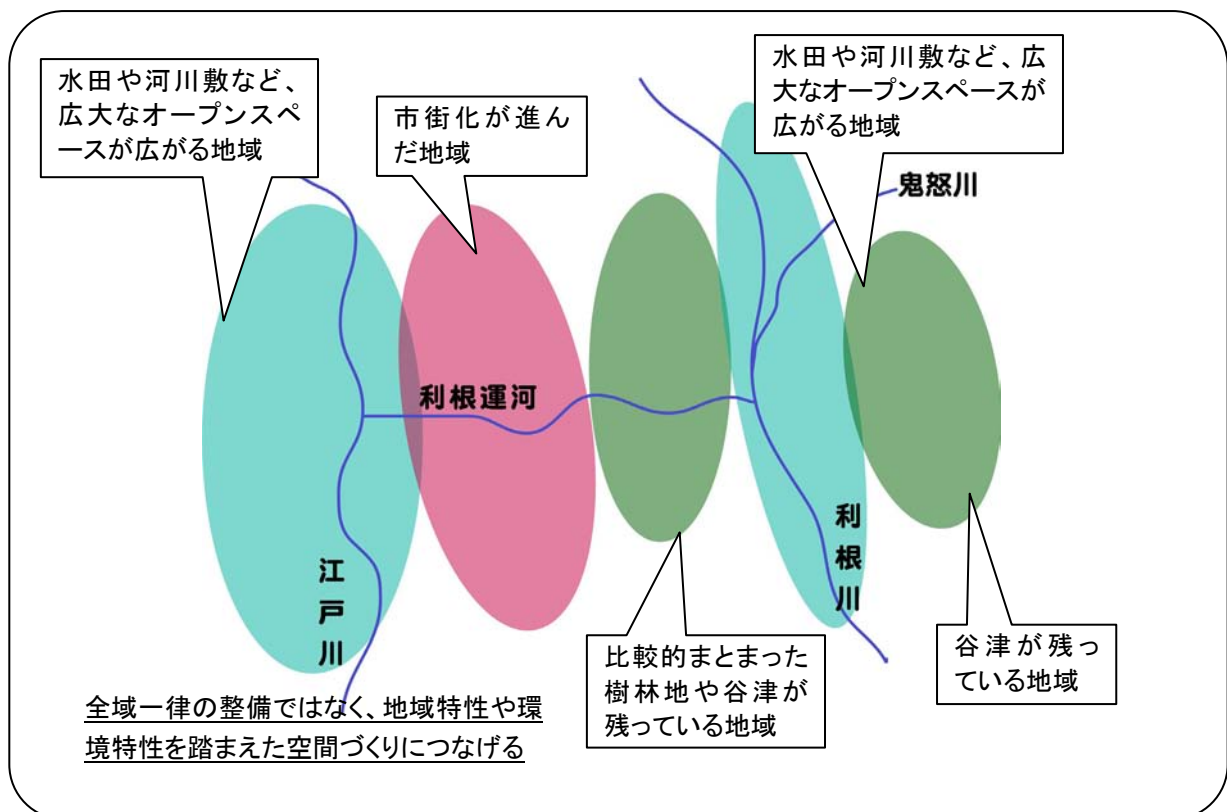 水田や河川敷など、
広大なオープンスペ
ースが広がる地域
市街化が進ん
だ地域
水田や河川敷など、広
大なオープンスペースが
広がる地域
鬼怒川
利根運河
江戸川
利根川
比較的まとまった
樹林地や谷津が
残っている地域
谷津が残っ
ている地域
全域一律の整備ではなく、地域特性や環
境特性を踏まえた空間づくりにつなげる